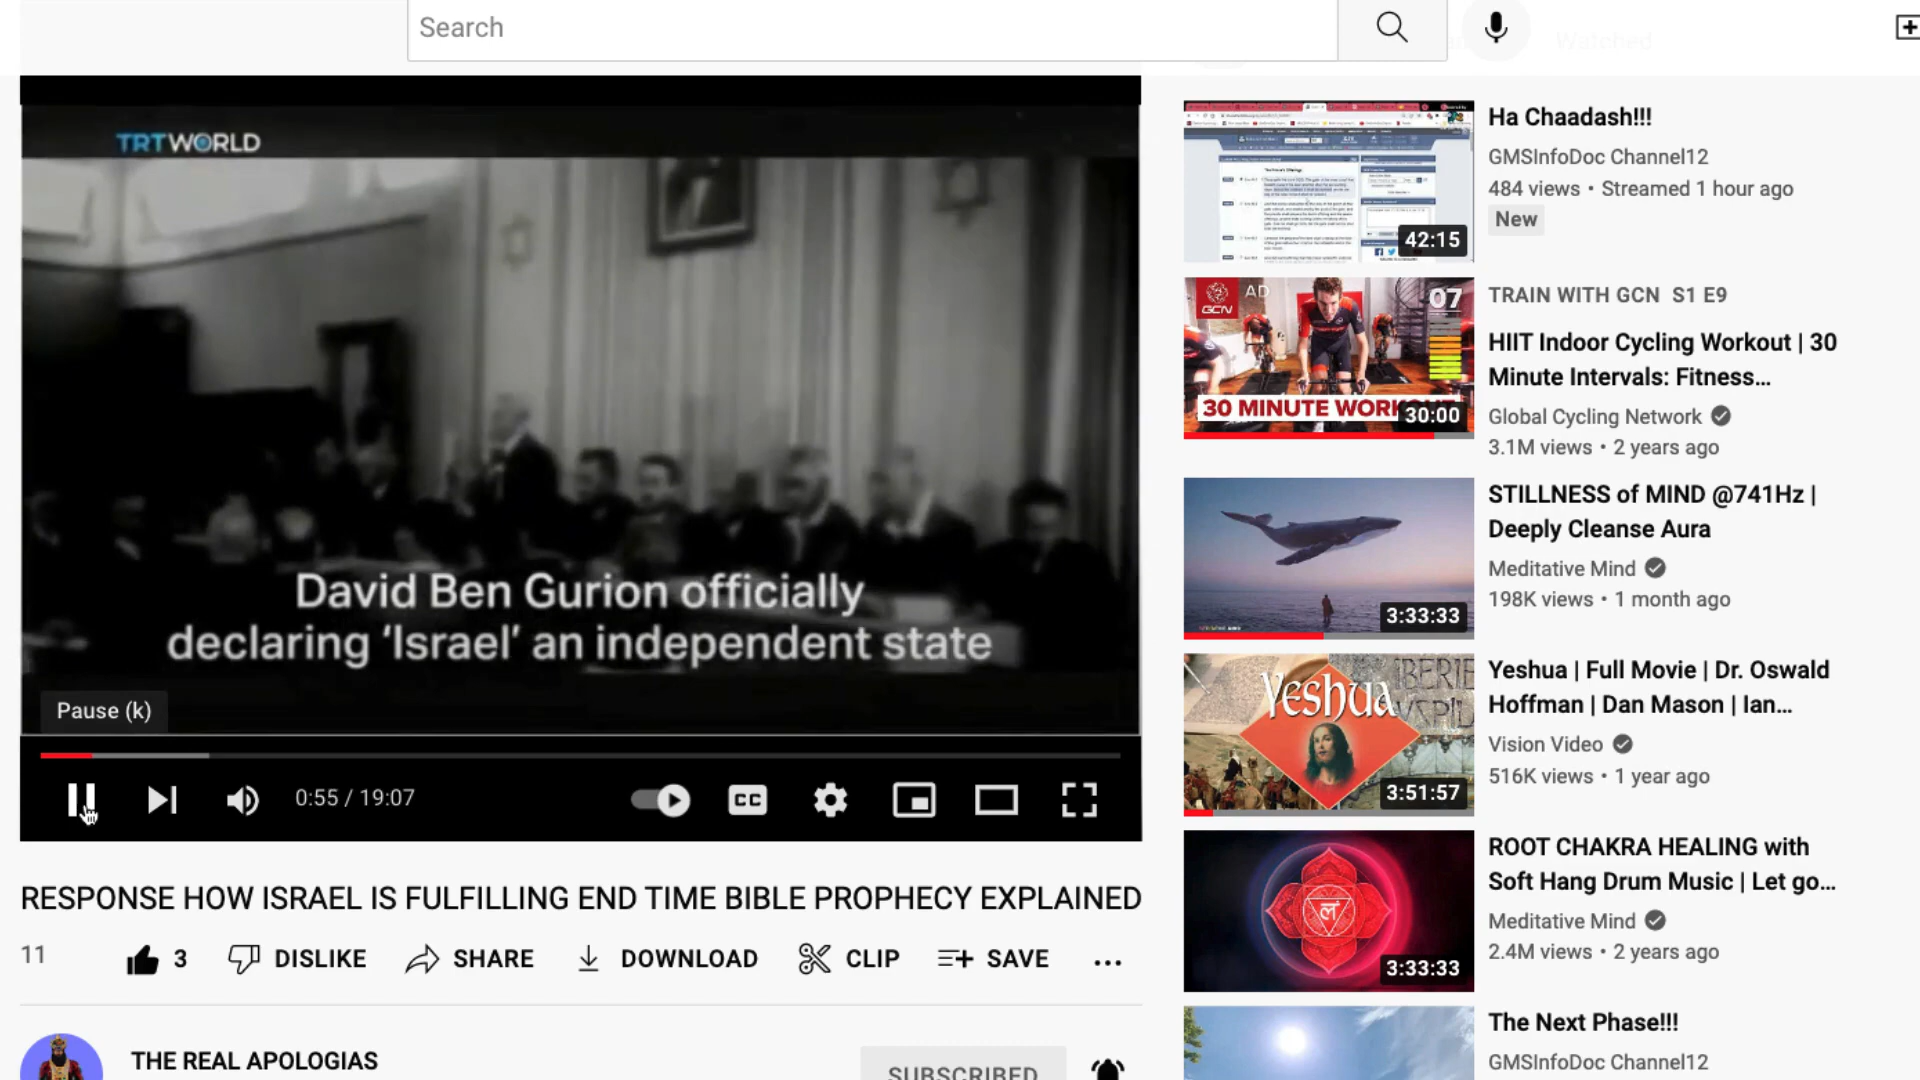 Search
Watched
TRT WORLD
David Ben Gurion officially
declaring ‘Israel’ an independent state
Pause (k)
0:55 / 19:07
CC
RESPONSE HOW ISRAEL IS FULFILLING END TIME BIBLE PROPHECY EXPLAINED
11
3
DISLIKE
SHARE
DOWNLOAD
CLIP
SAVE
THE REAL APOLOGIAS
SUBSCRIBED
42:15
Ha Chaadash!!!
GMSInfoDoc Channel12
484 views • Streamed 1 hour ago
New
GCN
AD
07
30 MINUTE WORK
30:00
TRAIN WITH GCN S1 E9
HIIT Indoor Cycling Workout | 30
Minute Intervals: Fitness...
Global Cycling Network
3.1M views • 2 years ago
3:33:33
STILLNESS of MIND @741Hz |
Deeply Cleanse Aura
Meditative Mind
198K views • 1 month ago
Yeshua
3:51:57
Yeshua | Full Movie | Dr. Oswald
Hoffman | Dan Mason | Ian...
Vision Video
516K views • 1 year ago
3:33:33
ROOT CHAKRA HEALING with
Soft Hang Drum Music | Let go...
Meditative Mind
2.4M views • 2 years ago
The Next Phase!!!
GMSInfoDoc Channel12